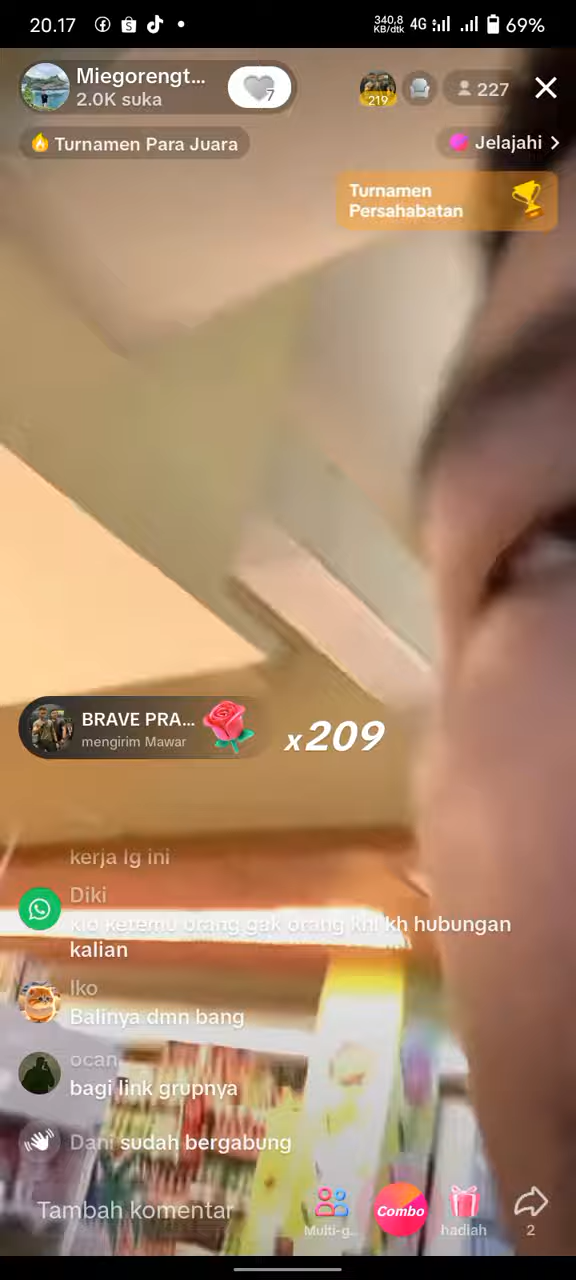 20.17
340,8
KB/dtk
4G
69%
Miegorengt...
2.0K suka
7
219
227
Turnamen Para Juara
Jelajahi
Turnamen
Persahabatan
BRAVE PRA...
mengirim Mawar
x209
kerja lg ini
Diki
ketemu orang gak orang kh hubungan
kalian
Iko
Balinya dmn bang
ocan
bagi link grupnya
Dani sudah bergabung
Tambah komentar
Multi-g...
Combo
hadiah
2